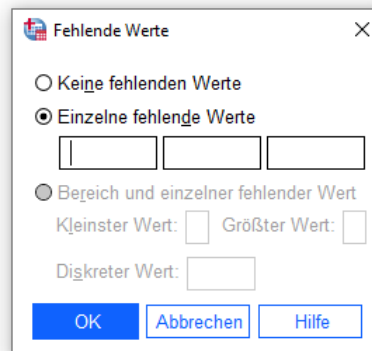 Fehlende Werte
Keine fehlenden Werte
Einzelne fehlende Werte
Bereich und einzelner fehlender Wert
Kleinster Wert: Größter Wert:
Diskreter Wert:
OK Abbrechen Hilfe